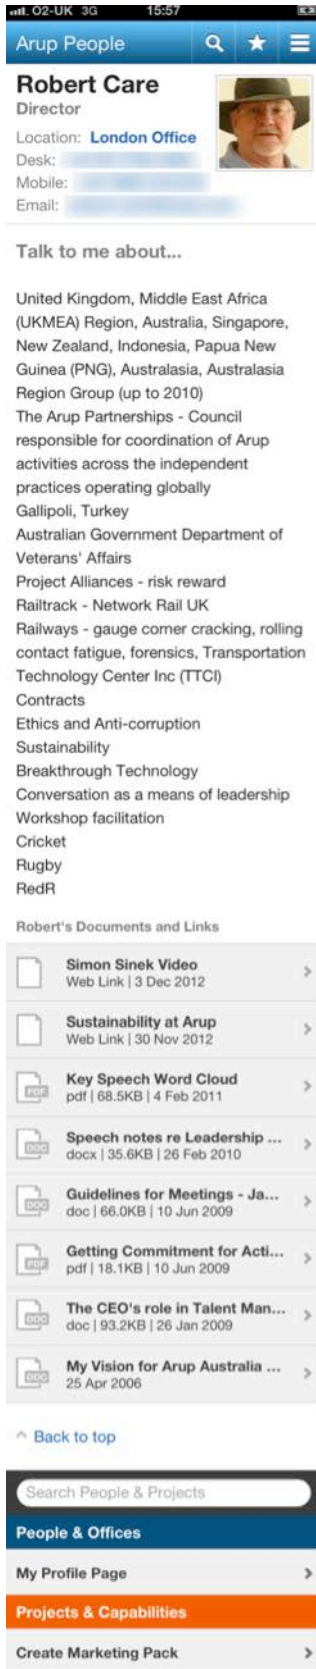 O2-UK 3G 15:57
Arup People
Robert Care
Director
Location: London Office
Desk:
Mobile:
Email:
Talk to me about...
United Kingdom, Middle East Africa
(UKMEA) Region, Australia, Singapore,
New Zealand, Indonesia, Papua New
Guinea (PNG), Australasia, Australasia
Region Group (up to 2010)
The Arup Partnerships - Council
responsible for coordination of Arup
activities across the independent
practices operating globally
Gallipoli, Turkey
Australian Government Department of
Veterans' Affairs
Project Alliances - risk reward
Railtrack - Network Rail UK
Railways - gauge corner cracking, rolling
contact fatigue, forensics, Transportation
Technology Center Inc (TTCI)
Contracts
Ethics and Anti-corruption
Sustainability
Breakthrough Technology
Conversation as a means of leadership
Workshop facilitation
Cricket
Rugby
RedR
Robert's Documents and Links
Simon Sinek Video
Web Link | 3 Dec 2012
Sustainability at Arup
Web Link | 30 Nov 2012
PDF
Key Speech Word Cloud
pdf | 68.5KB | 4 Feb 2011
DOC
Speech notes re Leadership ...
docx | 35.6KB | 26 Feb 2010
DOC
Guidelines for Meetings - Ja...
doc | 66.0KB | 10 Jun 2009
PDF
Getting Commitment for Acti...
pdf | 18.1KB | 10 Jun 2009
DOC
The CEO's role in Talent Man...
doc | 93.2KB | 26 Jan 2009
DOC
My Vision for Arup Australia ...
25 Apr 2006
Back to top
Search People & Projects
People & Offices
My Profile Page
Projects & Capabilities
Create Marketing Pack